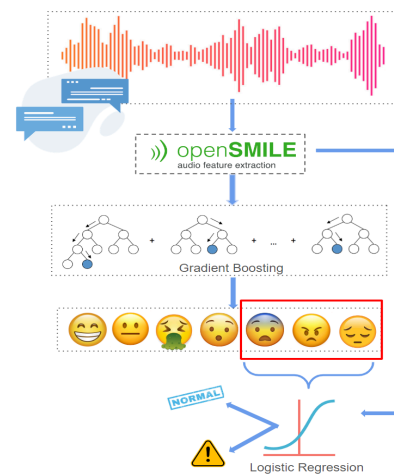 openSMILE
audio feature extraction
+ + ... +
Gradient Boosting
NORMAL
Logistic Regression